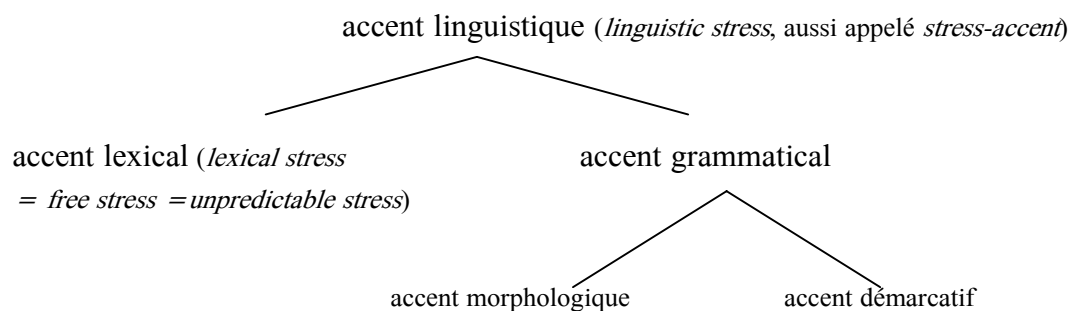 accent linguistique (linguistic stress, aussi appelé stress-accent)
accent lexical (lexical stress
= free stress =unpredictable stress)
accent grammatical
accent morphologique
accent démarcatif